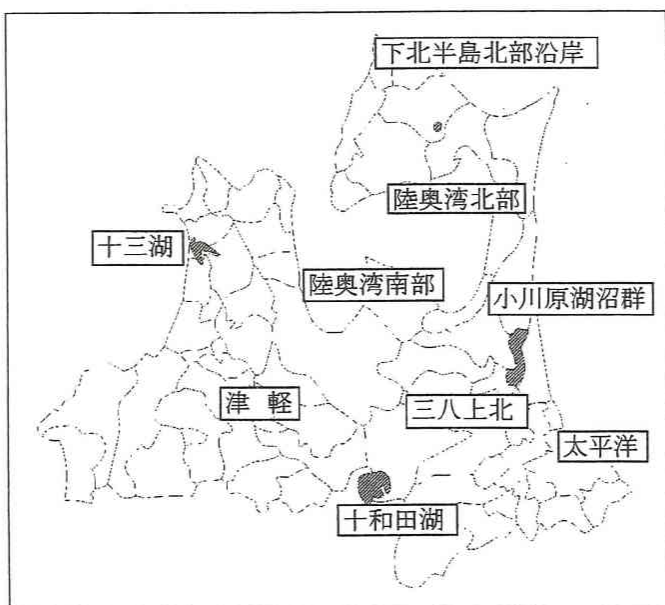 下北半島北部沿岸
陸奥湾北部
十三湖
陸奥湾南部
小川原湖沼群
津 軽
三八上北
太平洋
十和田湖